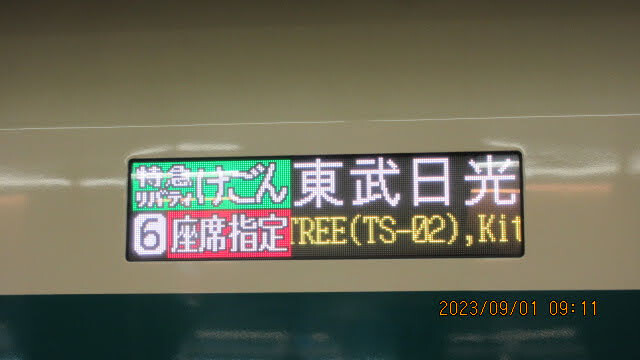 特急
リバティ けごん 東武日光
6 座席指定 TREE(TS-02),Kit
2023/09/01 09:11